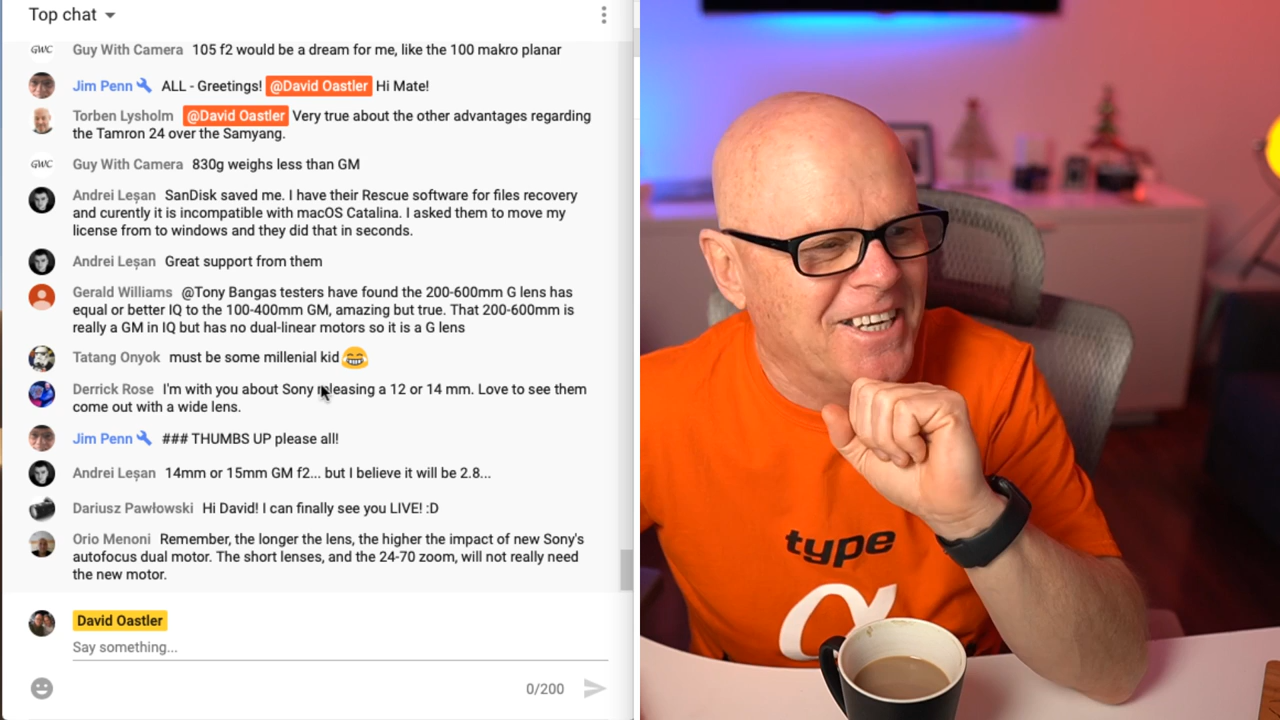 Top chat
GWC Guy With Camera 105 f2 would be a dream for me, like the 100 makro planar
Jim Penn ALL - Greetings! @David Oastler Hi Mate!
Torben Lysholm @David Oastler Very true about the other advantages regarding
the Tamron 24 over the Samyang.
GWC Guy With Camera 830g weighs less than GM
Andrei Leșan SanDisk saved me. I have their Rescue software for files recovery
and curently it is incompatible with macOS Catalina. I asked them to move my
license from to windows and they did that in seconds.
Andrei Leșan Great support from them
Gerald Williams @Tony Bangas testers have found the 200-600mm G lens has
equal or better IQ to the 100-400mm GM, amazing but true. That 200-600mm is
really a GM in IQ but has no dual-linear motors so it is a G lens
Tatang Onyok must be some millenial kid 😂
Derrick Rose I'm with you about Sony releasing a 12 or 14 mm. Love to see them
come out with a wide lens.
Jim Penn ### THUMBS UP please all!
Andrei Leșan 14mm or 15mm GM f2... but I believe it will be 2.8...
Dariusz Pawłowski Hi David! I can finally see you LIVE! :D
Orio Menoni Remember, the longer the lens, the higher the impact of new Sony's
autofocus dual motor. The short lenses, and the 24-70 zoom, will not really need
the new motor.
David Oastler
Say something...
0/200
type
α